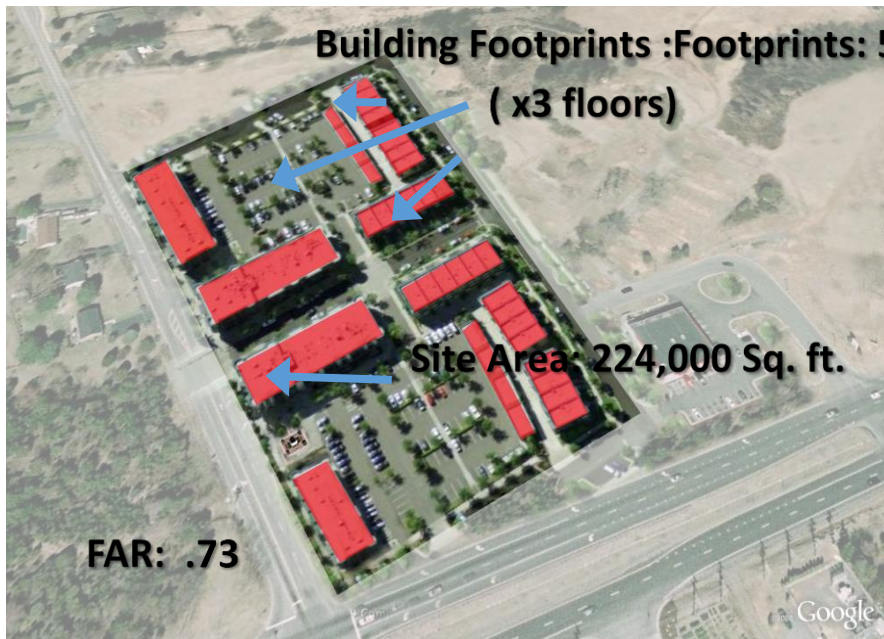 Building Footprints :Footprints: 5
( x3 floors)
Site Area: 224,000 Sq. ft.
FAR: .73
Google